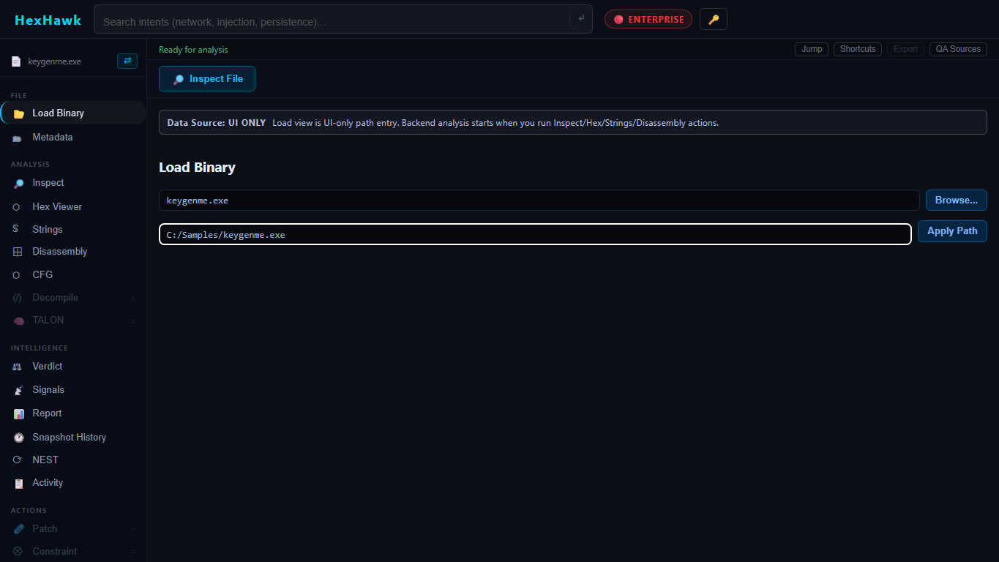 HexHawk
Search intents (network, injection, persistence)…
ENTERPRISE
keygenme.exe
Ready for analysis
Jump
Shortcuts
Export
QA Sources
Inspect File
FILE
Load Binary
Metadata
ANALYSIS
Inspect
Hex Viewer
Strings
Disassembly
CFG
Decompile
TALON
INTELLIGENCE
Verdict
Signals
Report
Snapshot History
NEST
Activity
ACTIONS
Patch
Constraint
Data Source: UI ONLY Load view is UI-only path entry. Backend analysis starts when you run Inspect/Hex/Strings/Disassembly actions.
Load Binary
keygenme.exe
Browse...
C:/Samples/keygenme.exe
Apply Path